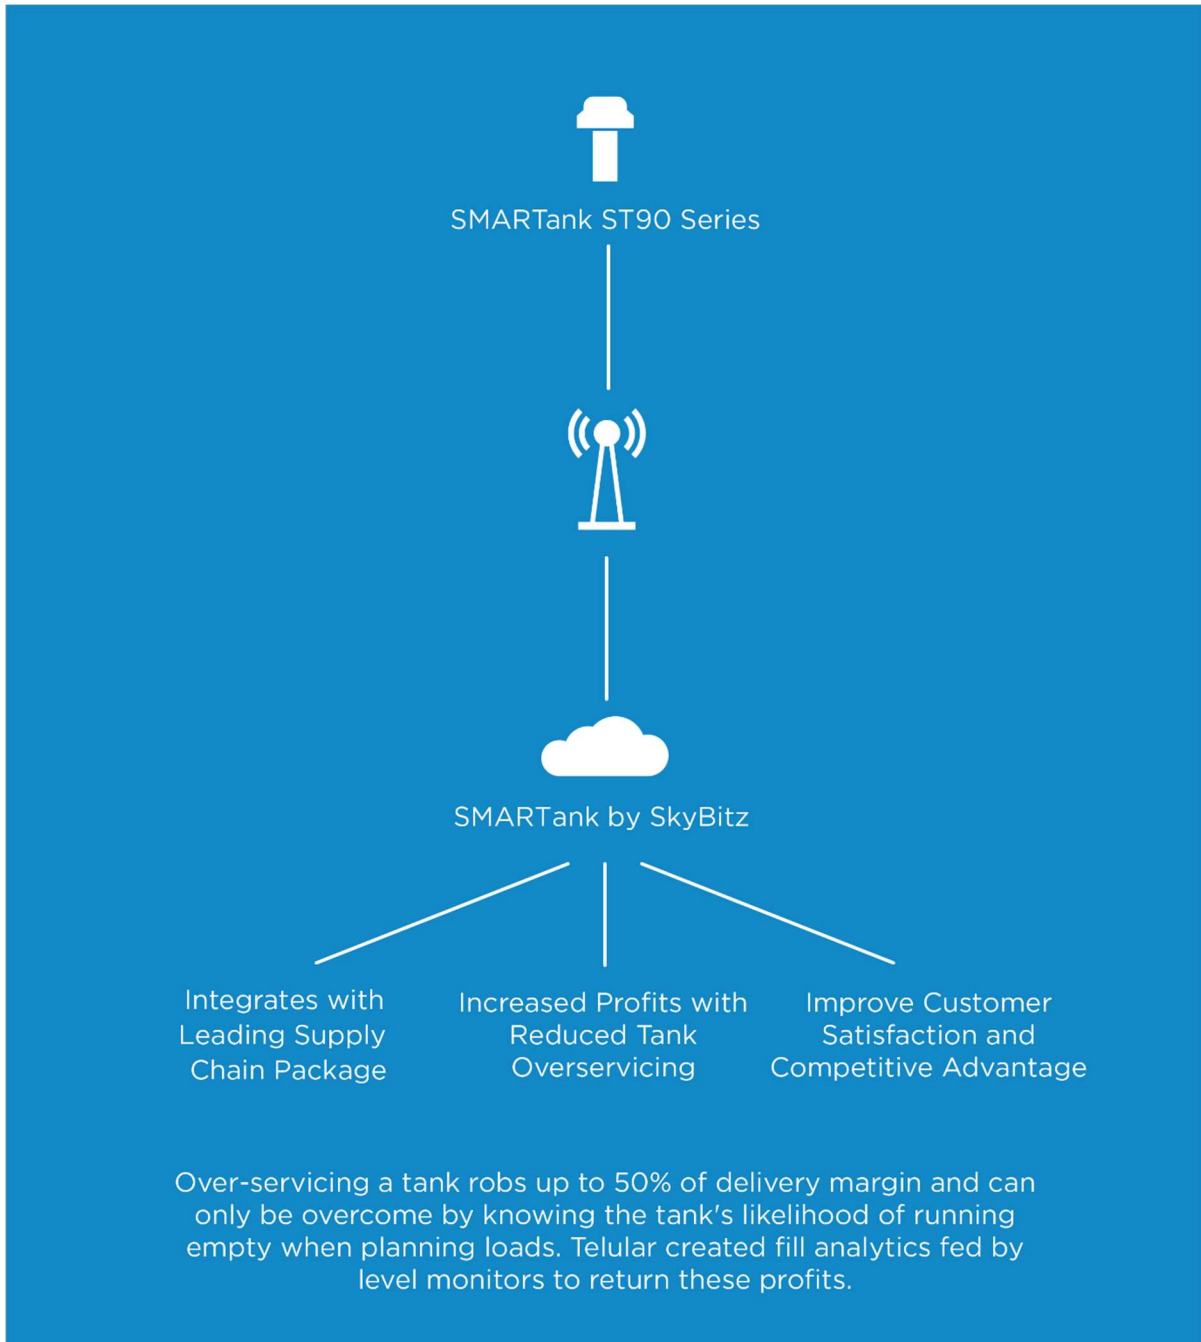 SMARTank ST90 Series
SMARTank by SkyBitz
Integrates with
Leading Supply
Chain Package
Increased Profits with
Reduced Tank
Overservicing
Improve Customer
Satisfaction and
Competitive Advantage
Over-servicing a tank robs up to 50% of delivery margin and can
only be overcome by knowing the tank's likelihood of running
empty when planning loads. Telular created fill analytics fed by
level monitors to return these profits.